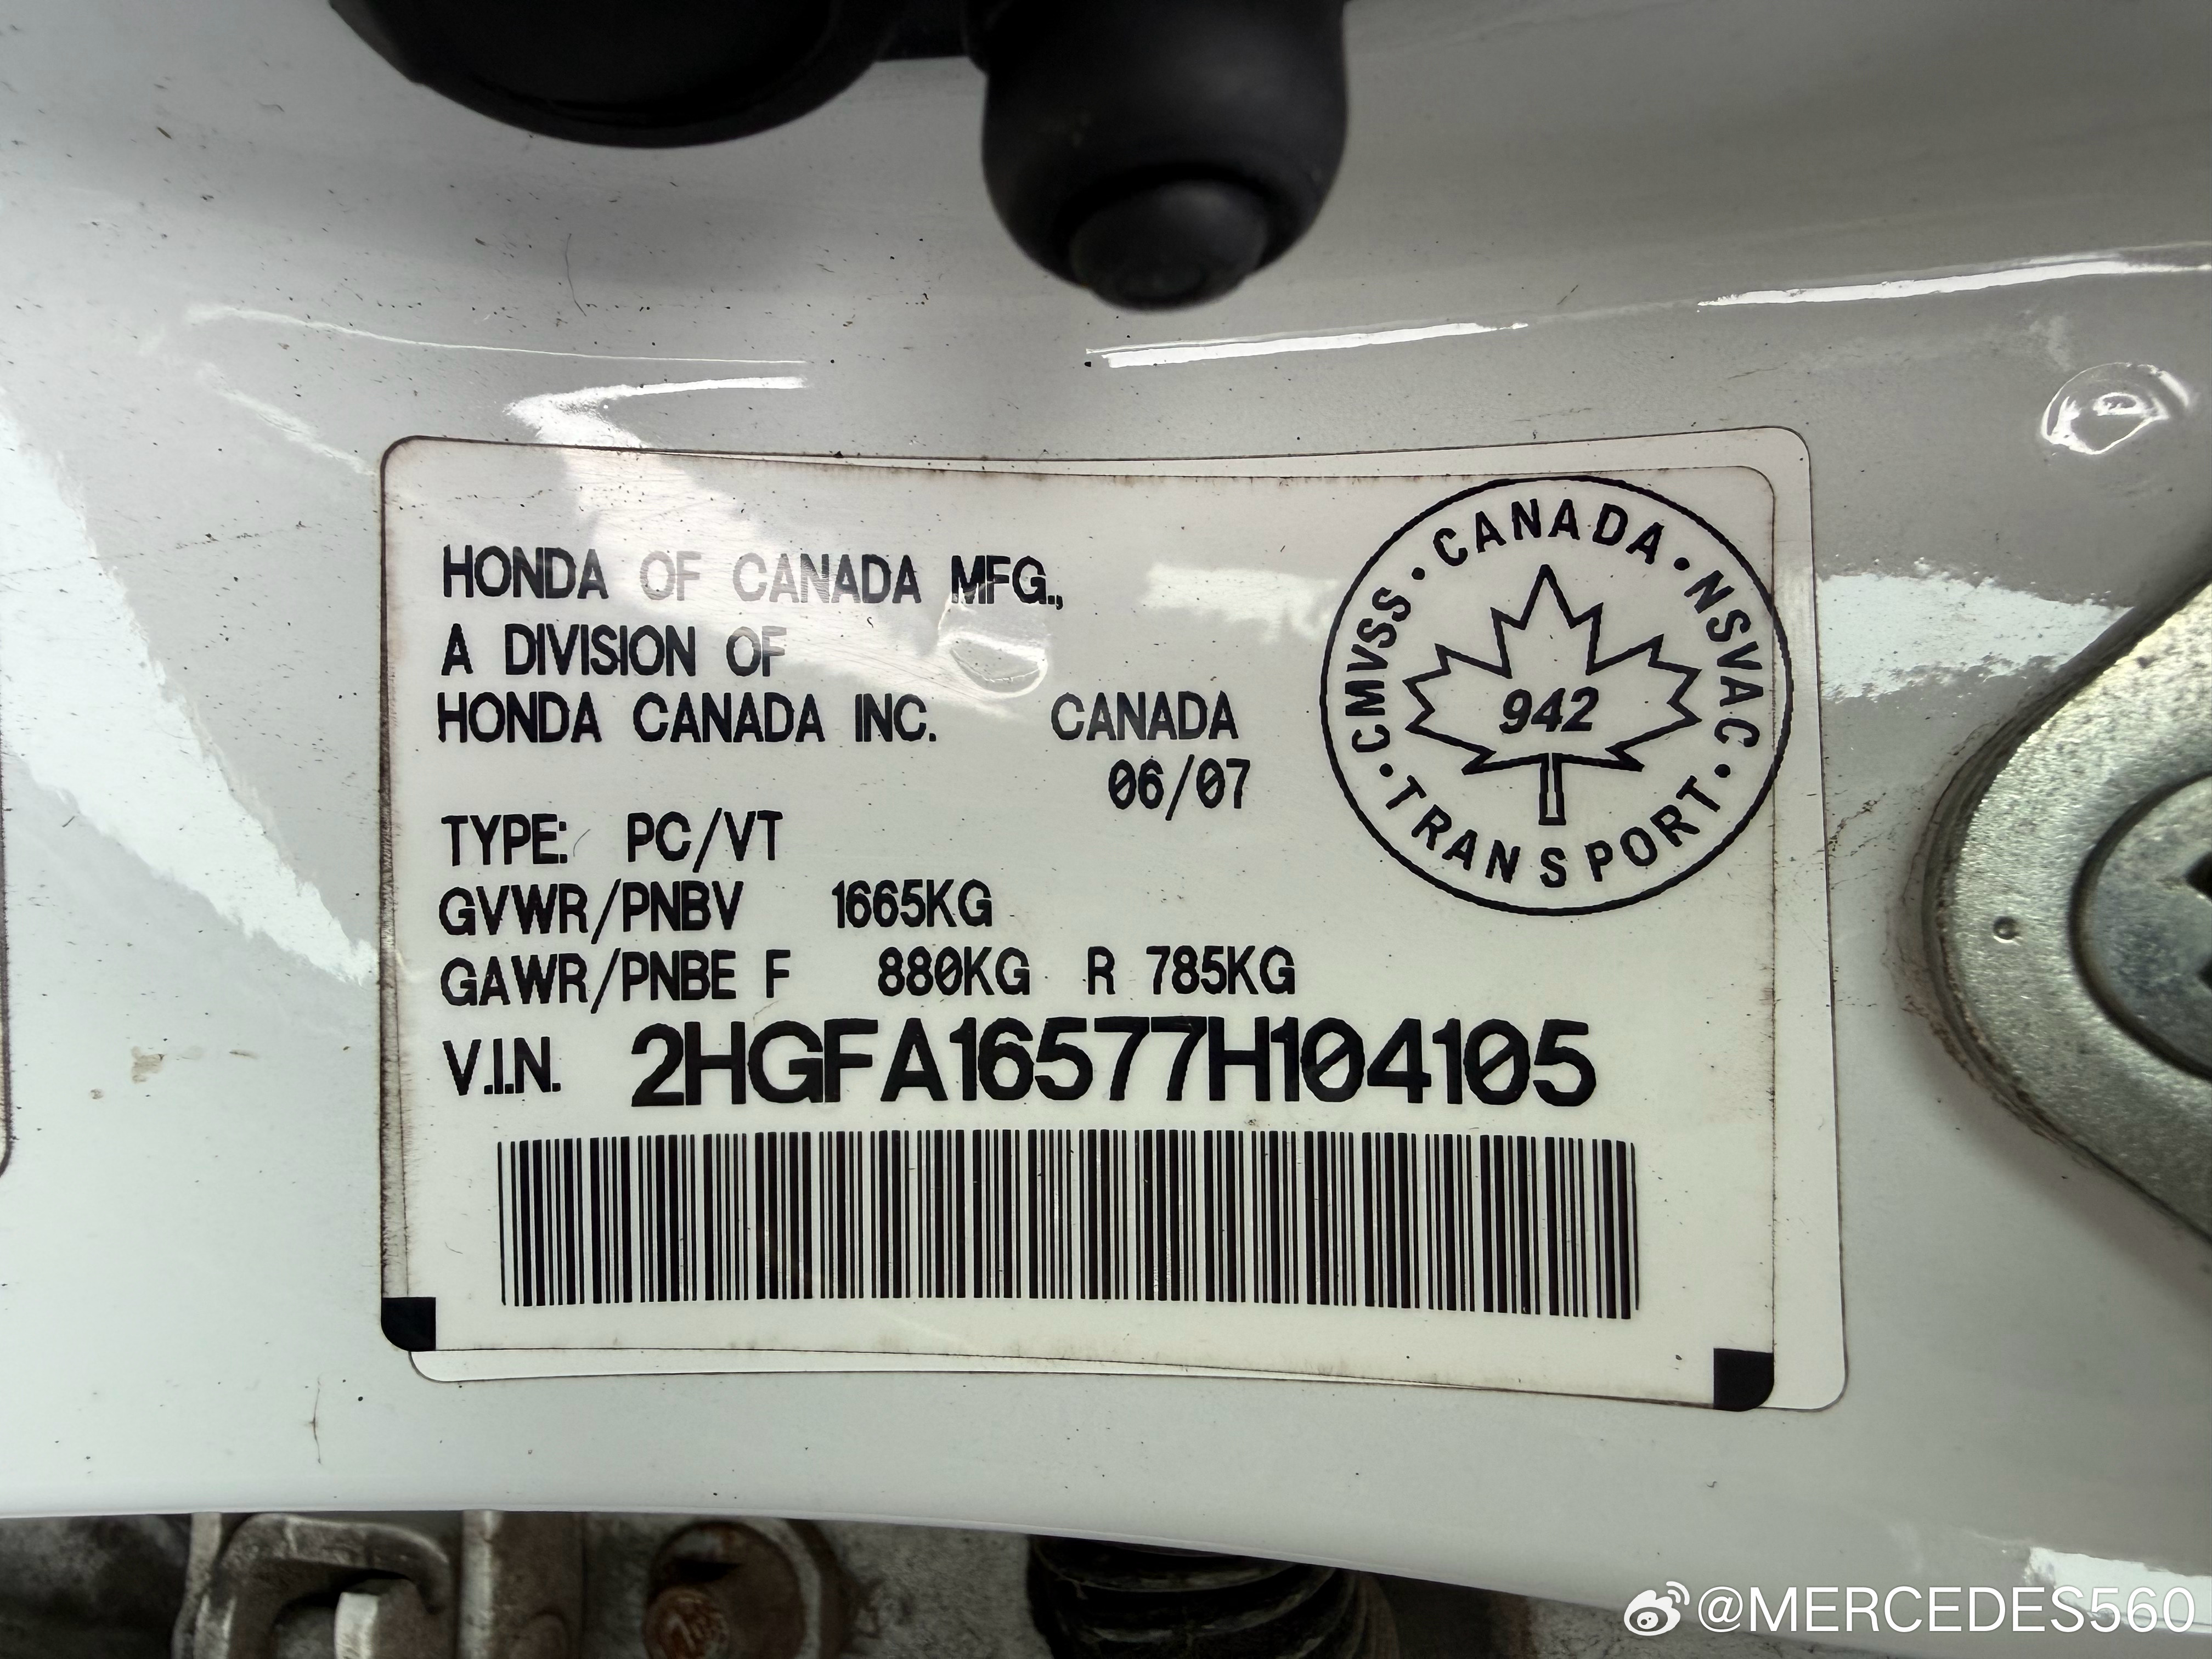 HONDA OF CANADA MFG.,
A DIVISION OF
HONDA CANADA INC. CANADA
06/07
CMVSS · CANADA · NSVAC · TRANSPORT ·
942
TYPE: PC/VT
GVWR/PNBV 1665KG
GAWR/PNBE F 880KG R 785KG
V.I.N. 2HGFA16577H104105
@MERCEDES560